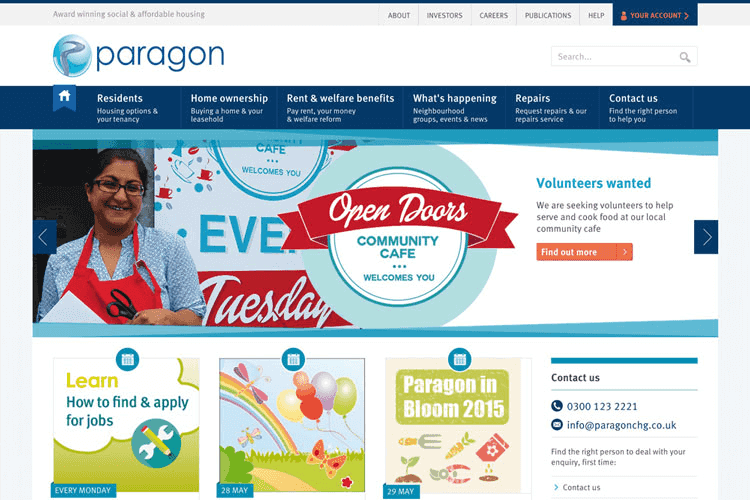 Award winning social & affordable housing
ABOUT
INVESTORS
CAREERS
PUBLICATIONS
HELP
YOUR ACCOUNT
paragon
Search...
Residents
Housing options &
your tenancy
Home ownership
Buying a home & your
leasehold
Rent & welfare benefits
Pay rent, your money
& welfare reform
What's happening
Neighbourhood
groups, events & news
Repairs
Request repairs & our
repairs service
Contact us
Find the right person
to help you
COMMUNITY
CAFE
WELCOMES YOU
EVE
Tuesday
Open Doors
COMMUNITY
CAFE
WELCOMES YOU
Volunteers wanted
We are seeking volunteers to help
serve and cook food at our local
community cafe
Find out more
Learn
How to find & apply
for jobs
EVERY MONDAY
28 MAY
Paragon in
Bloom 2015
29 MAY
Contact us
0300 123 2221
info@paragonchg.co.uk
Find the right person to deal with your
enquiry, first time:
Contact us